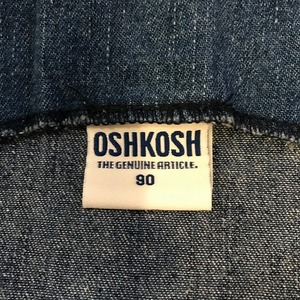 OSHKOSH
THE GENUINE ARTICLE.
90